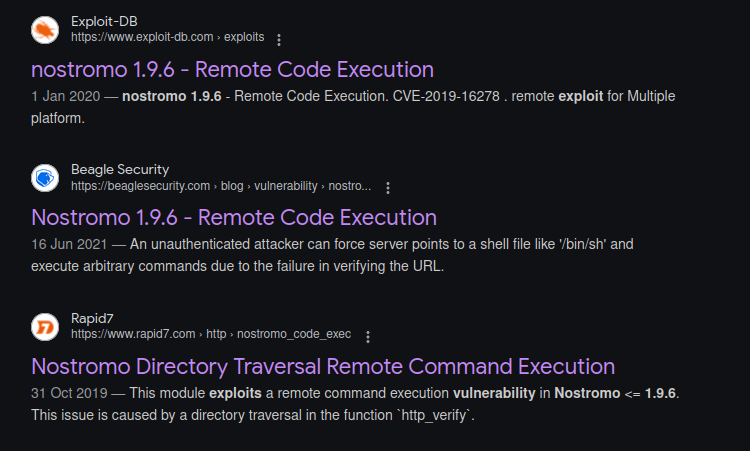 Exploit-DB
https://www.exploit-db.com › exploits
nostromo 1.9.6 - Remote Code Execution
1 Jan 2020 — nostromo 1.9.6 - Remote Code Execution. CVE-2019-16278 . remote exploit for Multiple
platform.
Beagle Security
https://beaglesecurity.com › blog › vulnerability › nostro...
Nostromo 1.9.6 - Remote Code Execution
16 Jun 2021 — An unauthenticated attacker can force server points to a shell file like '/bin/sh' and
execute arbitrary commands due to the failure in verifying the URL.
Rapid7
https://www.rapid7.com › http › nostromo_code_exec
Nostromo Directory Traversal Remote Command Execution
31 Oct 2019 — This module exploits a remote command execution vulnerability in Nostromo <= 1.9.6.
This issue is caused by a directory traversal in the function `http_verify`.